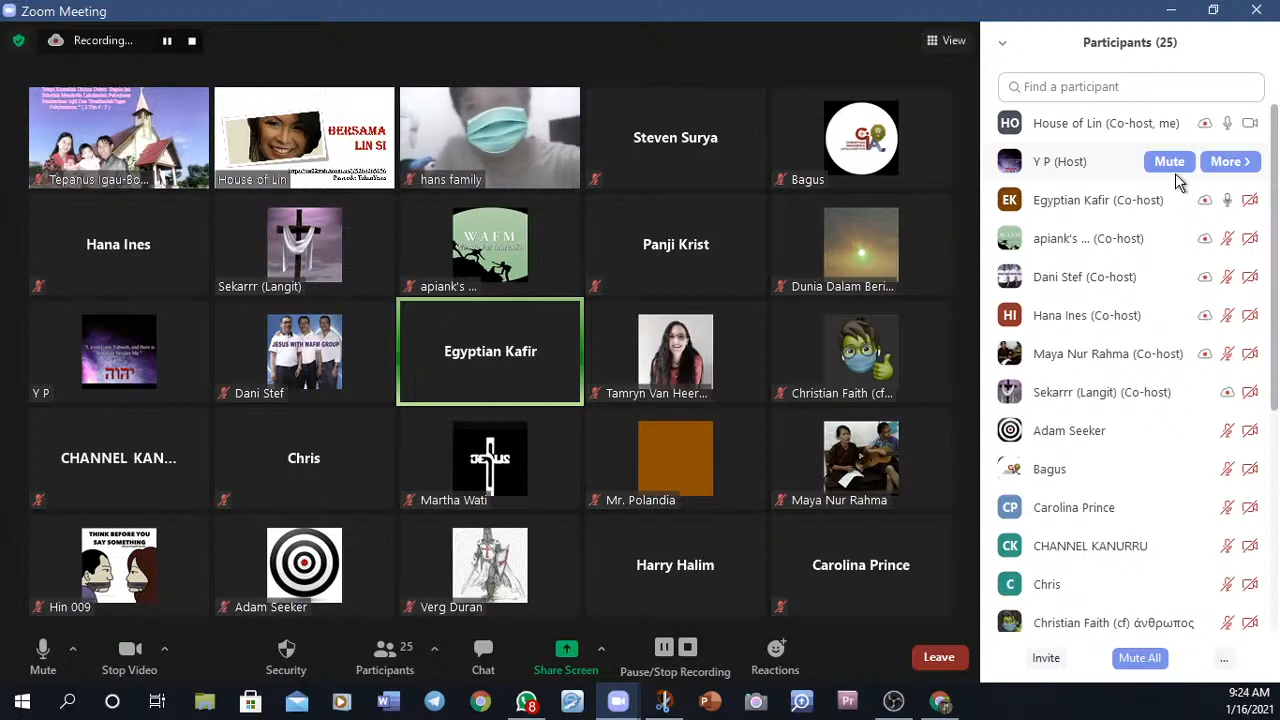 Zoom Meeting
Recording...
View
Participants (25)
Find a participant
House of Lin (Co-host, me)
Y P (Host)
Mute
More
Egyptian Kafir (Co-host)
apiank's ... (Co-host)
Dani Stef (Co-host)
Hana Ines (Co-host)
Maya Nur Rahma (Co-host)
Sekarrr (Langit) (Co-host)
Adam Seeker
Bagus
Carolina Prince
CHANNEL KANURRU
Chris
Christian Faith (cf) άνθρωπος
Invite
Mute All
...
HO
EK
HI
CP
CK
C
Tepanus Igau-Bo...
BERSAMA
LIN SI
House of Lin
hans family
Steven Surya
Bagus
Hana Ines
Sekarrr (Langit)
WAFM
apiank's ...
Panji Krist
Dunia Dalam Beri...
יהוה
Y P
JESUS WITH WAFM GROUP
Dani Stef
Egyptian Kafir
Tamryn Van Heer...
Christian Faith (cf...
CHANNEL KAN...
Chris
JESUS
Martha Wati
Mr. Polandia
Maya Nur Rahma
THINK BEFORE YOU
SAY SOMETHING
Hin 009
Adam Seeker
Verg Duran
Harry Halim
Carolina Prince
Mute
Stop Video
Security
25
Participants
Chat
Share Screen
Pause/Stop Recording
Reactions
Leave
8
9:24 AM
1/16/2021